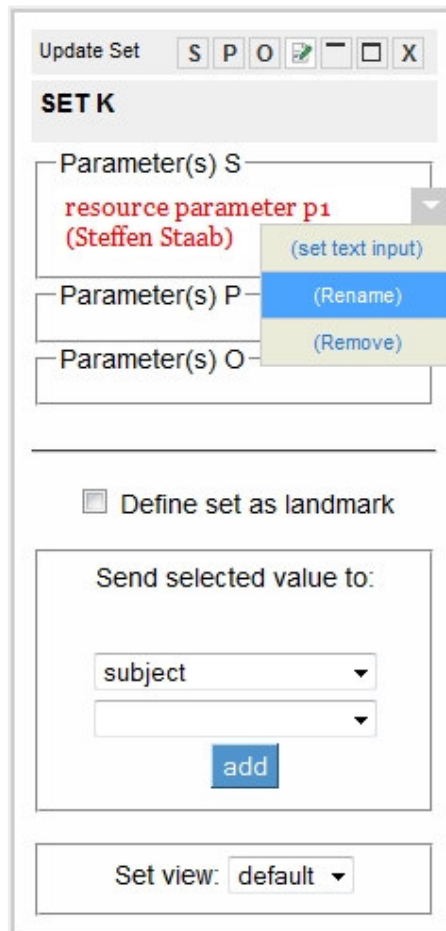 Update Set S P O X
SET K
Parameter(s) S
resource parameter p1
(Steffen Staab)
(set text input)
Parameter(s) P
(Rename)
(Remove)
Parameter(s) O
Define set as landmark
Send selected value to:
subject
add
Set view: default